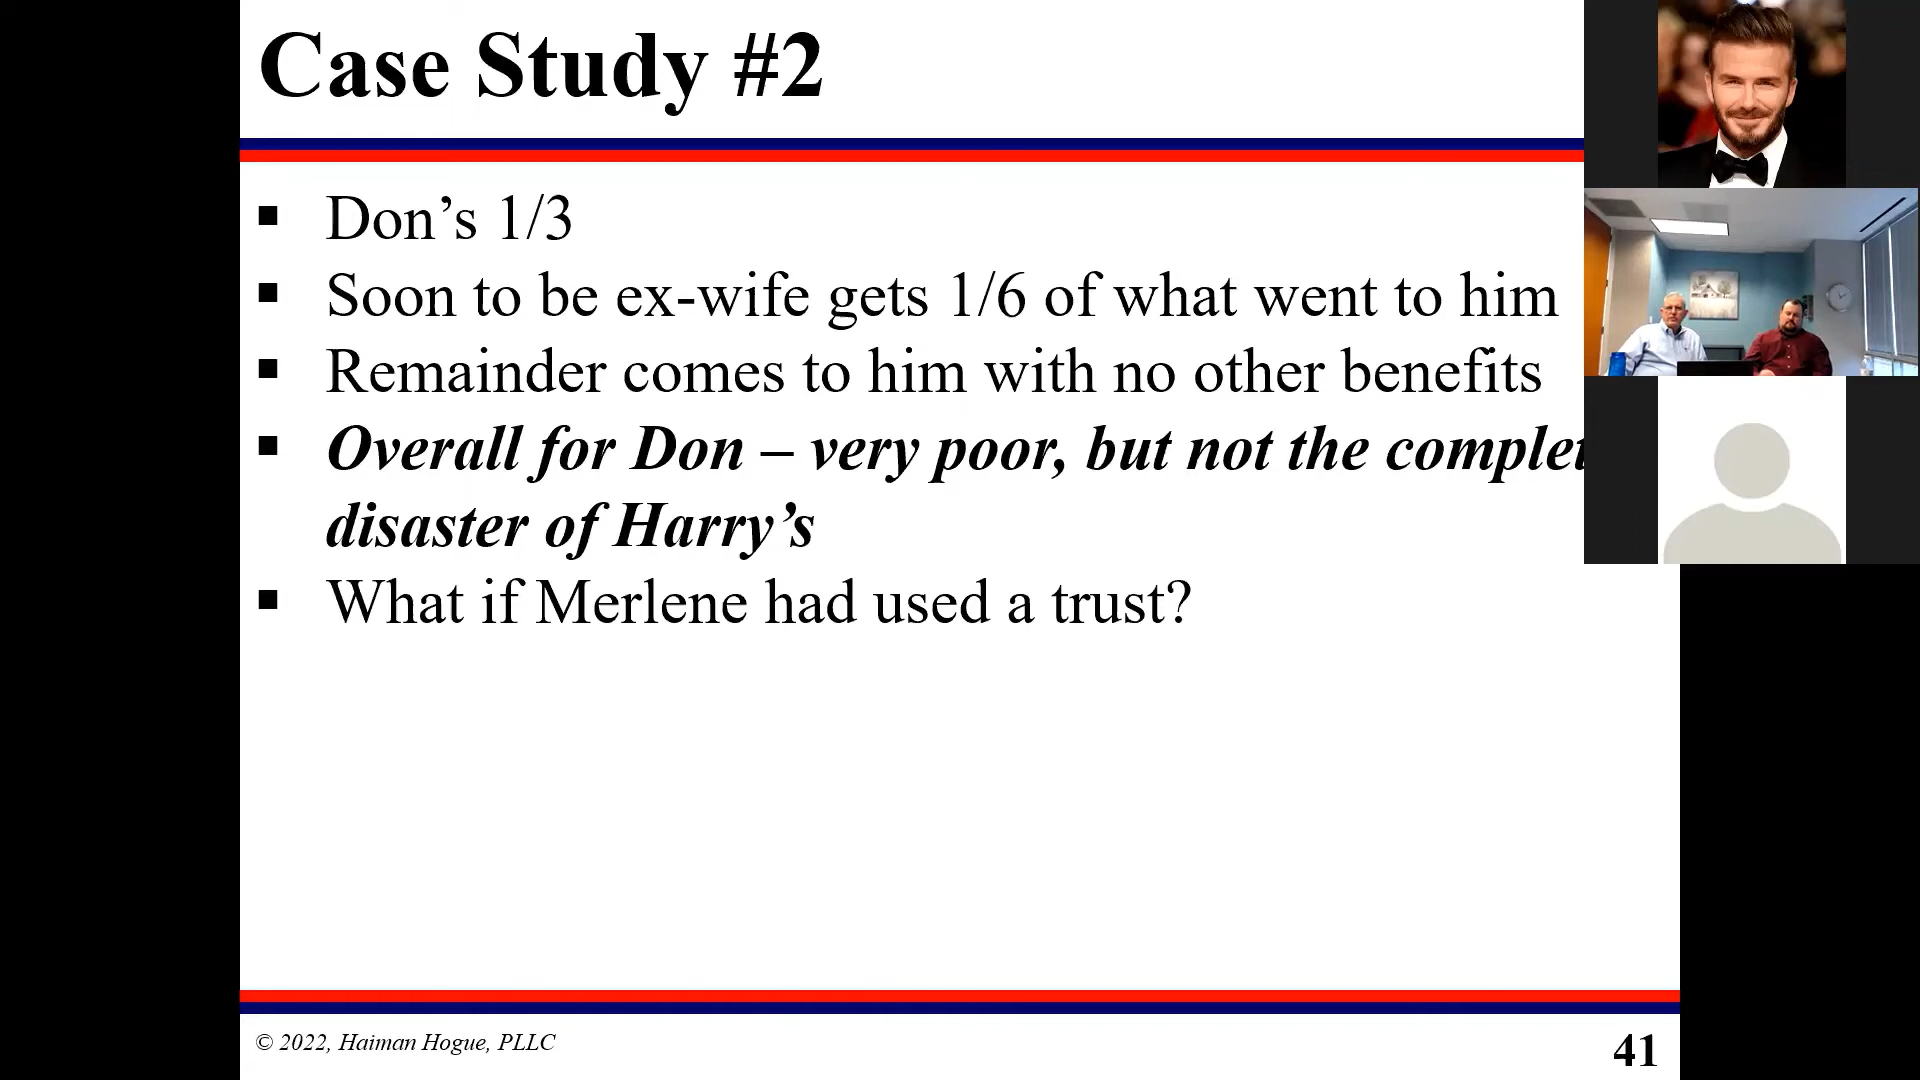 Case Study #2
▪ Don’s 1/3
▪ Soon to be ex-wife gets 1/6 of what went to him
▪ Remainder comes to him with no other benefits
▪ Overall for Don – very poor, but not the complet
disaster of Harry’s
▪ What if Merlene had used a trust?
© 2022, Haiman Hogue, PLLC
41